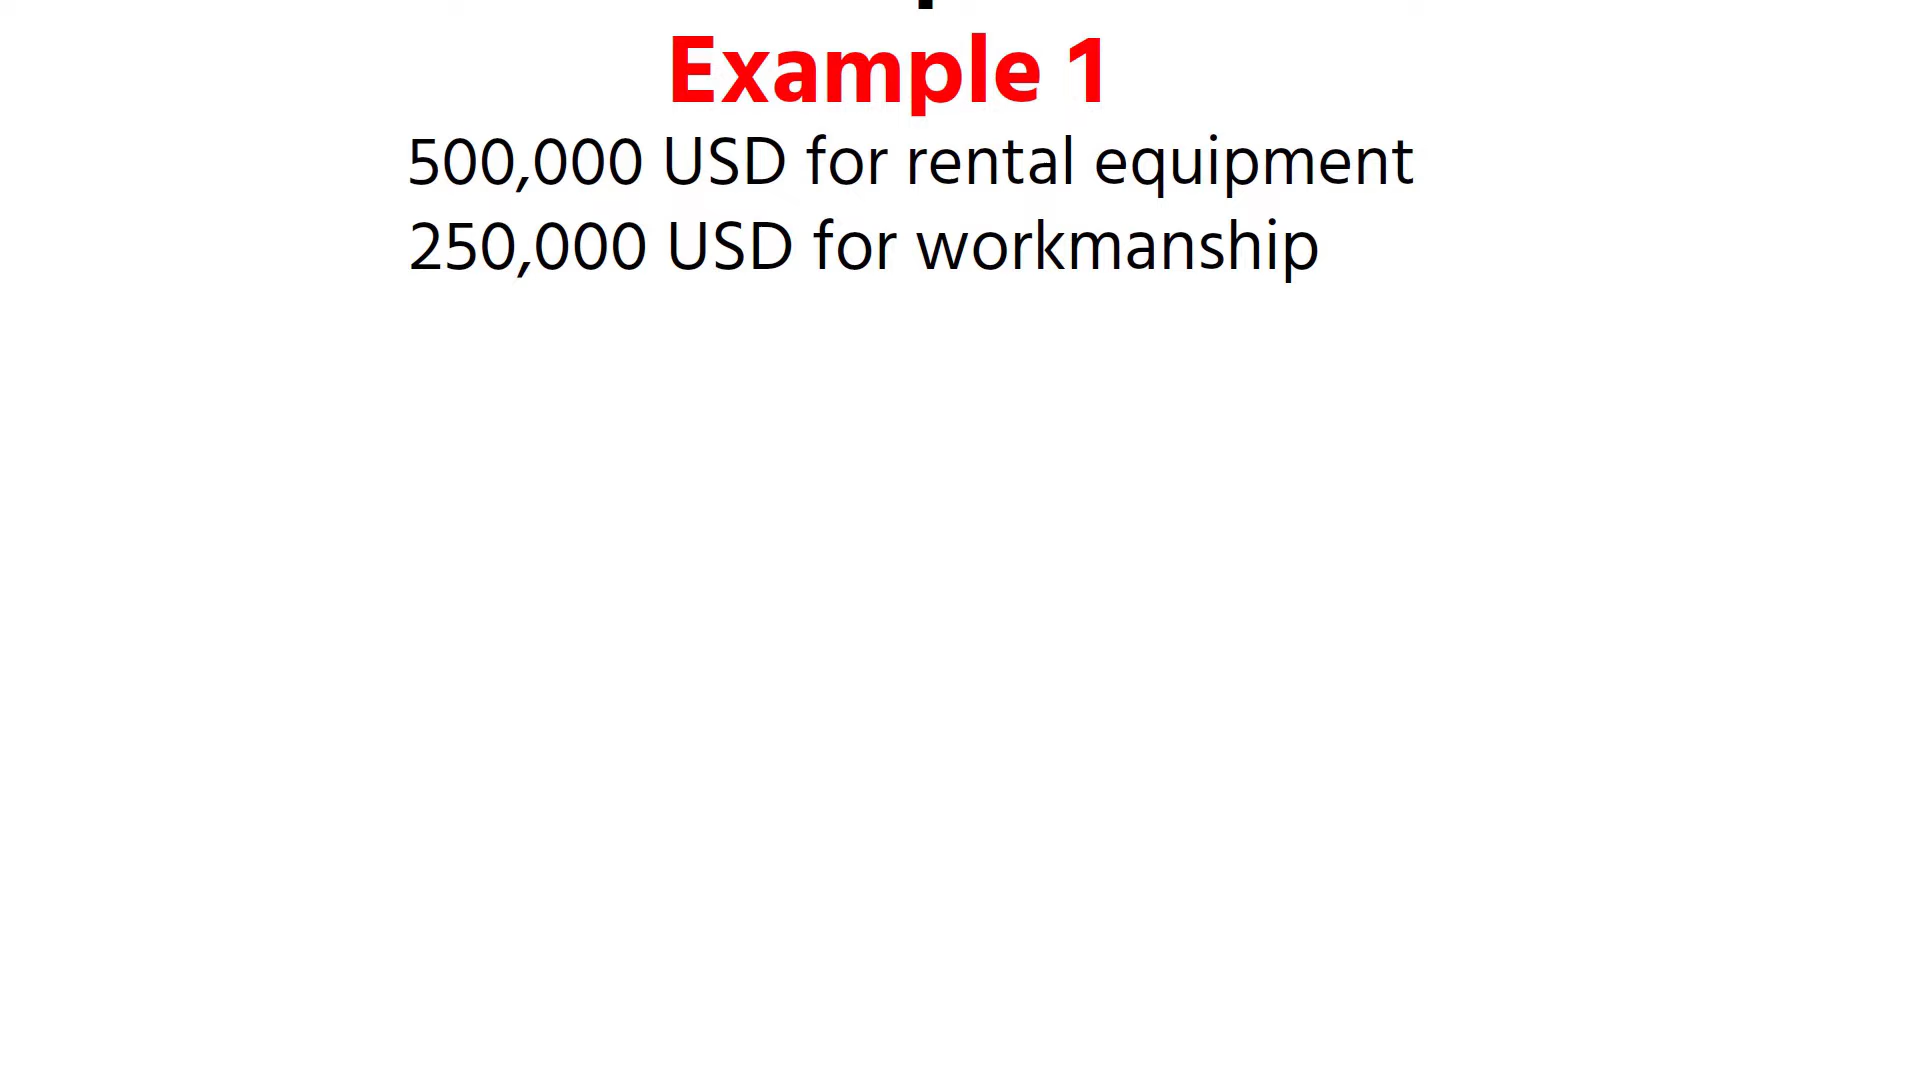 Example 1
500,000 USD for rental equipment
250,000 USD for workmanship